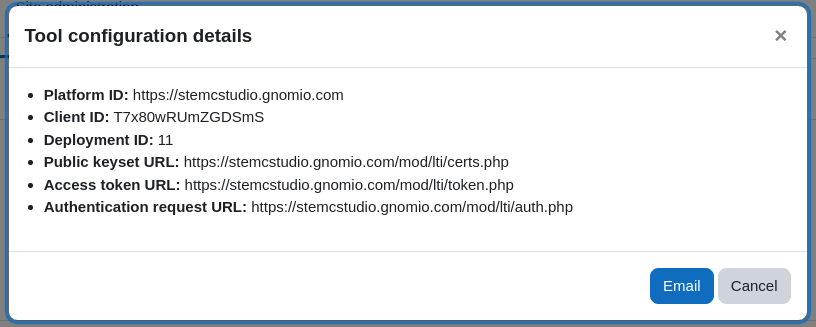 Site administration
Tool configuration details
×
Platform ID: https://stemcstudio.gnomio.com
Client ID: T7x80wRUmZGDSmS
Deployment ID: 11
Public keyset URL: https://stemcstudio.gnomio.com/mod/lti/certs.php
Access token URL: https://stemcstudio.gnomio.com/mod/lti/token.php
Authentication request URL: https://stemcstudio.gnomio.com/mod/lti/auth.php
Email Cancel